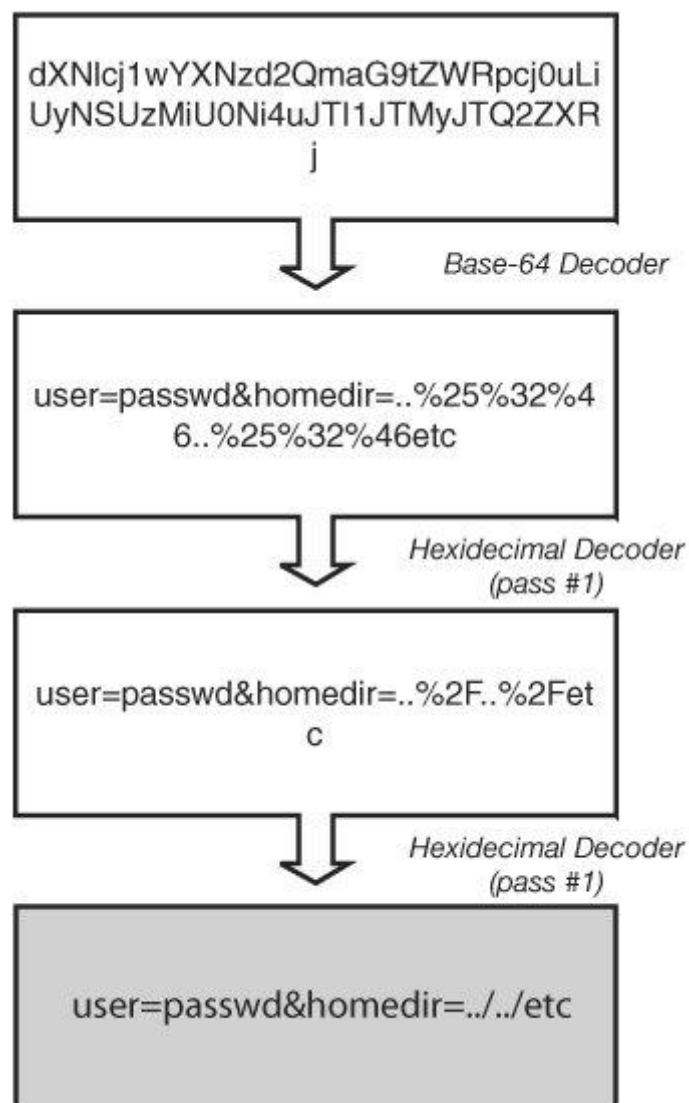 dXNlcj1wYXNzd2QmaG9tZWRpcj0uLi
UyNSUzMiU0Ni4uJTI1JTMyJTQ2ZXR
j
Base-64 Decoder
user=passwd&homedir=..%25%32%4
6..%25%32%46etc
Hexidecimal Decoder
(pass #1)
user=passwd&homedir=..%2F..%2Fet
c
Hexidecimal Decoder
(pass #1)
user=passwd&homedir=../../etc